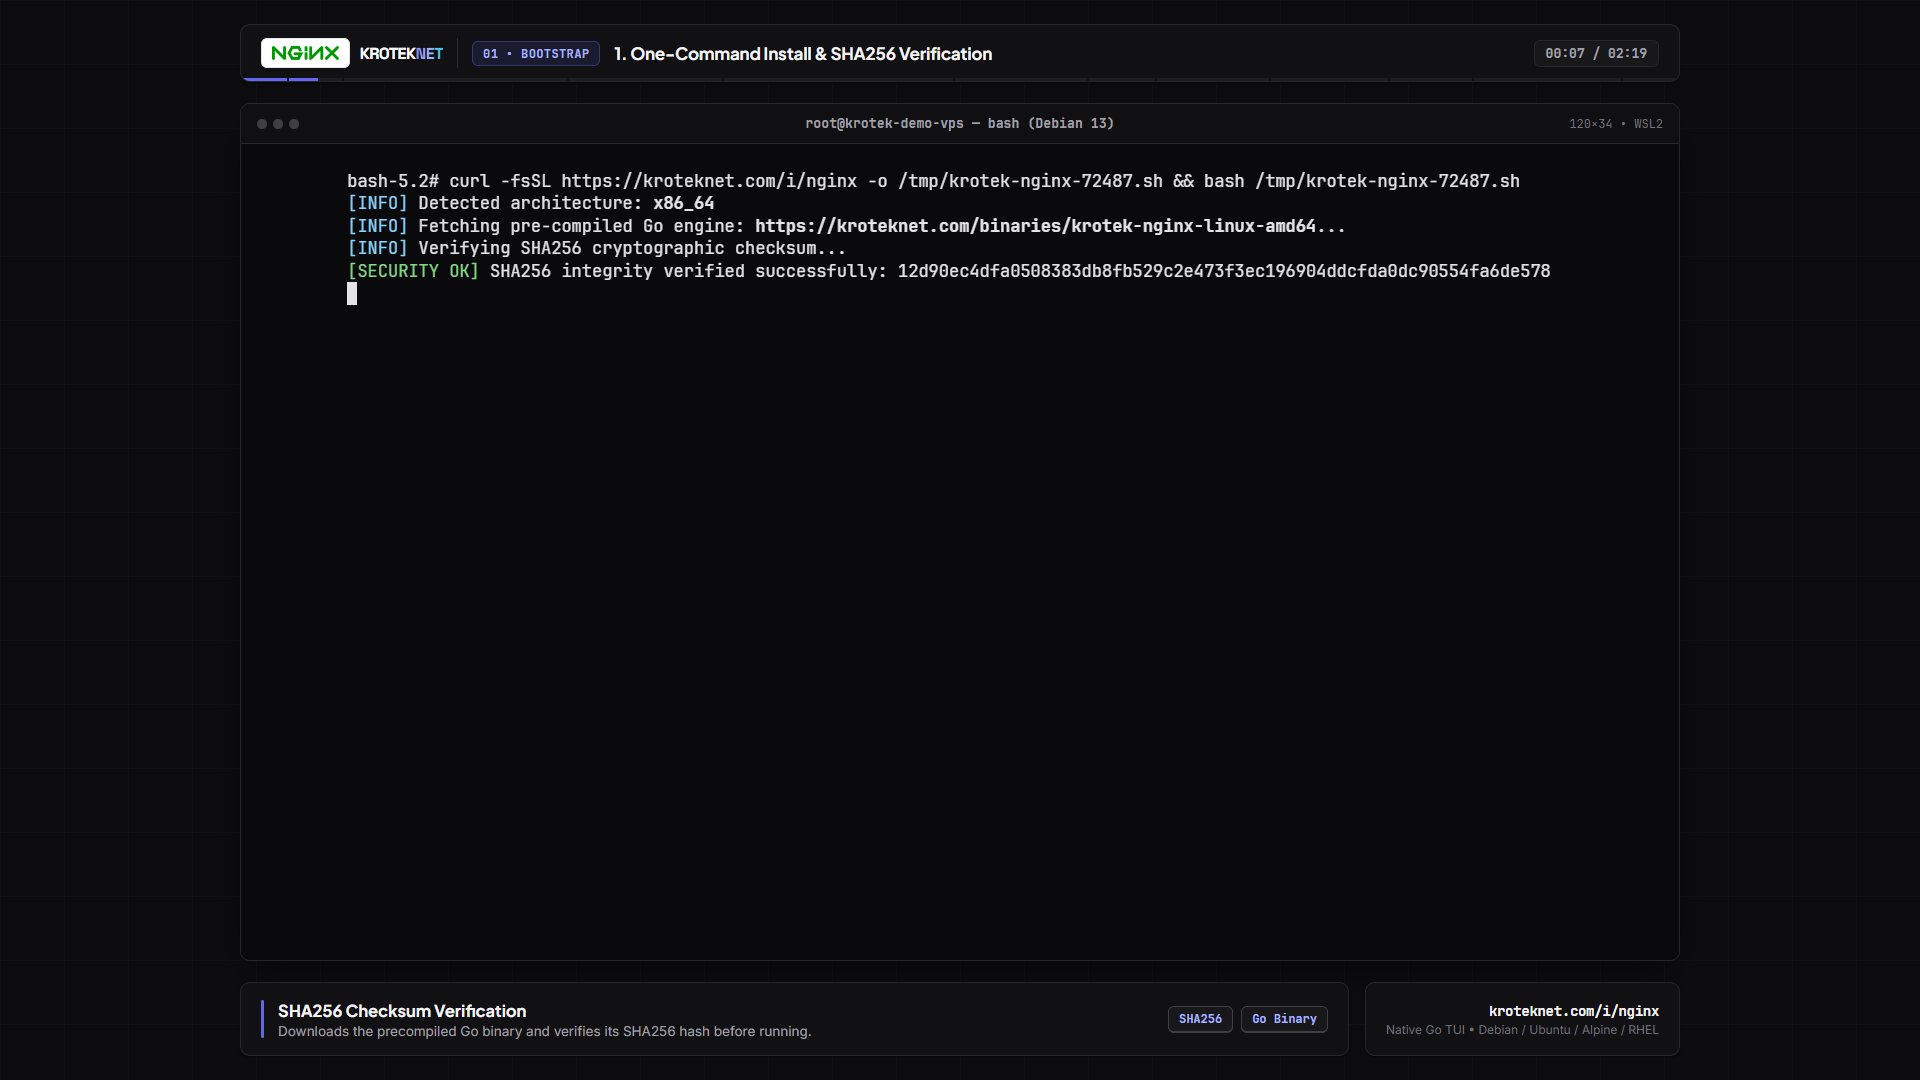 NGINX KROTEKNET 01 • BOOTSTRAP 1. One-Command Install & SHA256 Verification 00:07 / 02:19
root@krotek-demo-vps — bash (Debian 13) 120×34 • WSL2
bash-5.2# curl -fsSL https://kroteknet.com/i/nginx -o /tmp/krotek-nginx-72487.sh && bash /tmp/krotek-nginx-72487.sh
[INFO] Detected architecture: x86_64
[INFO] Fetching pre-compiled Go engine: https://kroteknet.com/binaries/krotek-nginx-linux-amd64...
[INFO] Verifying SHA256 cryptographic checksum...
[SECURITY OK] SHA256 integrity verified successfully: 12d90ec4dfa0508383db8fb529c2e473f3ec196904ddcfda0dc90554fa6de578
SHA256 Checksum Verification
Downloads the precompiled Go binary and verifies its SHA256 hash before running.
SHA256 Go Binary
kroteknet.com/i/nginx
Native Go TUI • Debian / Ubuntu / Alpine / RHEL